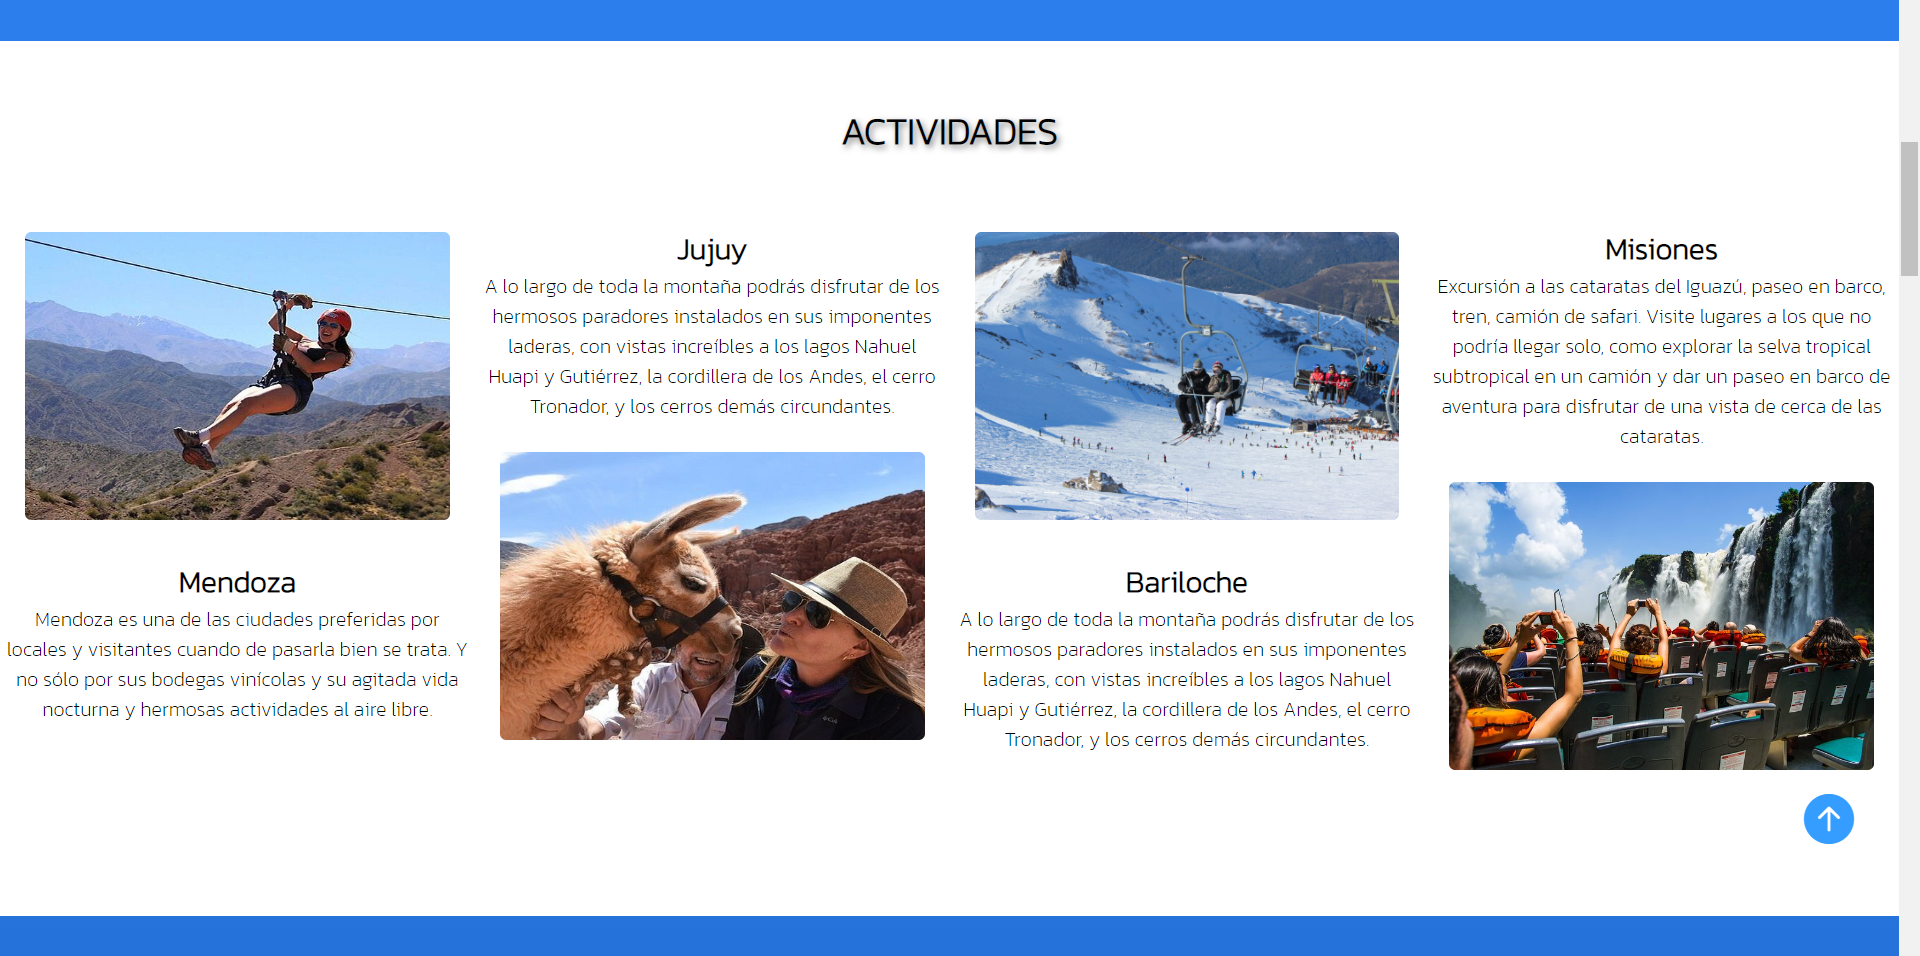 ACTIVIDADES
Mendoza
Mendoza es una de las ciudades preferidas por
locales y visitantes cuando de pasarla bien se trata. Y
no sólo por sus bodegas vinícolas y su agitada vida
nocturna y hermosas actividades al aire libre.
Jujuy
A lo largo de toda la montaña podrás disfrutar de los
hermosos paradores instalados en sus imponentes
laderas, con vistas increíbles a los lagos Nahuel
Huapi y Gutiérrez, la cordillera de los Andes, el cerro
Tronador, y los cerros demás circundantes.
Bariloche
A lo largo de toda la montaña podrás disfrutar de los
hermosos paradores instalados en sus imponentes
laderas, con vistas increíbles a los lagos Nahuel
Huapi y Gutiérrez, la cordillera de los Andes, el cerro
Tronador, y los cerros demás circundantes.
Misiones
Excursión a las cataratas del Iguazú, paseo en barco,
tren, camión de safari. Visite lugares a los que no
podría llegar solo, como explorar la selva tropical
subtropical en un camión y dar un paseo en barco de
aventura para disfrutar de una vista de cerca de las
cataratas.